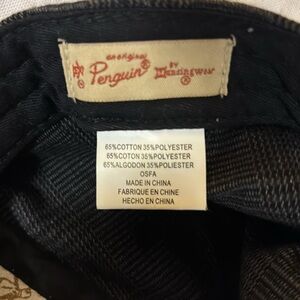 an original
Penguin® BY Munsingwear®
65%COTTON 35%POLYESTER
65%COTON 35%POLYESTER
65%ALGODON 35%POLIESTER
OSFA
MADE IN CHINA
FABRIQUE EN CHINE
HECHO EN CHINA